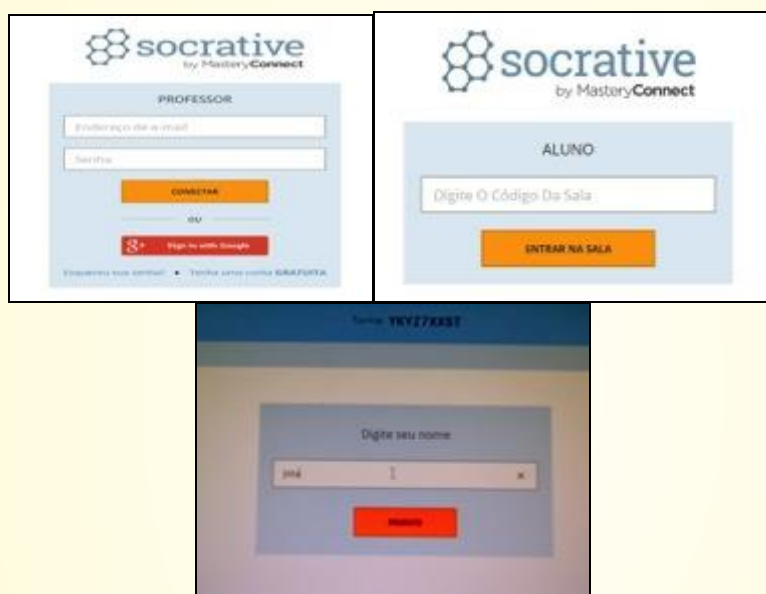 socrative
by MasteryConnect
PROFESSOR
Endereço de e-mail
Senha
CONECTAR
OU
8+ Sign in with Google
Esqueceu sua senha? • Tenha uma conta GRATUITA
socrative
by MasteryConnect
ALUNO
Digite O Código Da Sala
ENTRAR NA SALA
Digite seu nome
×